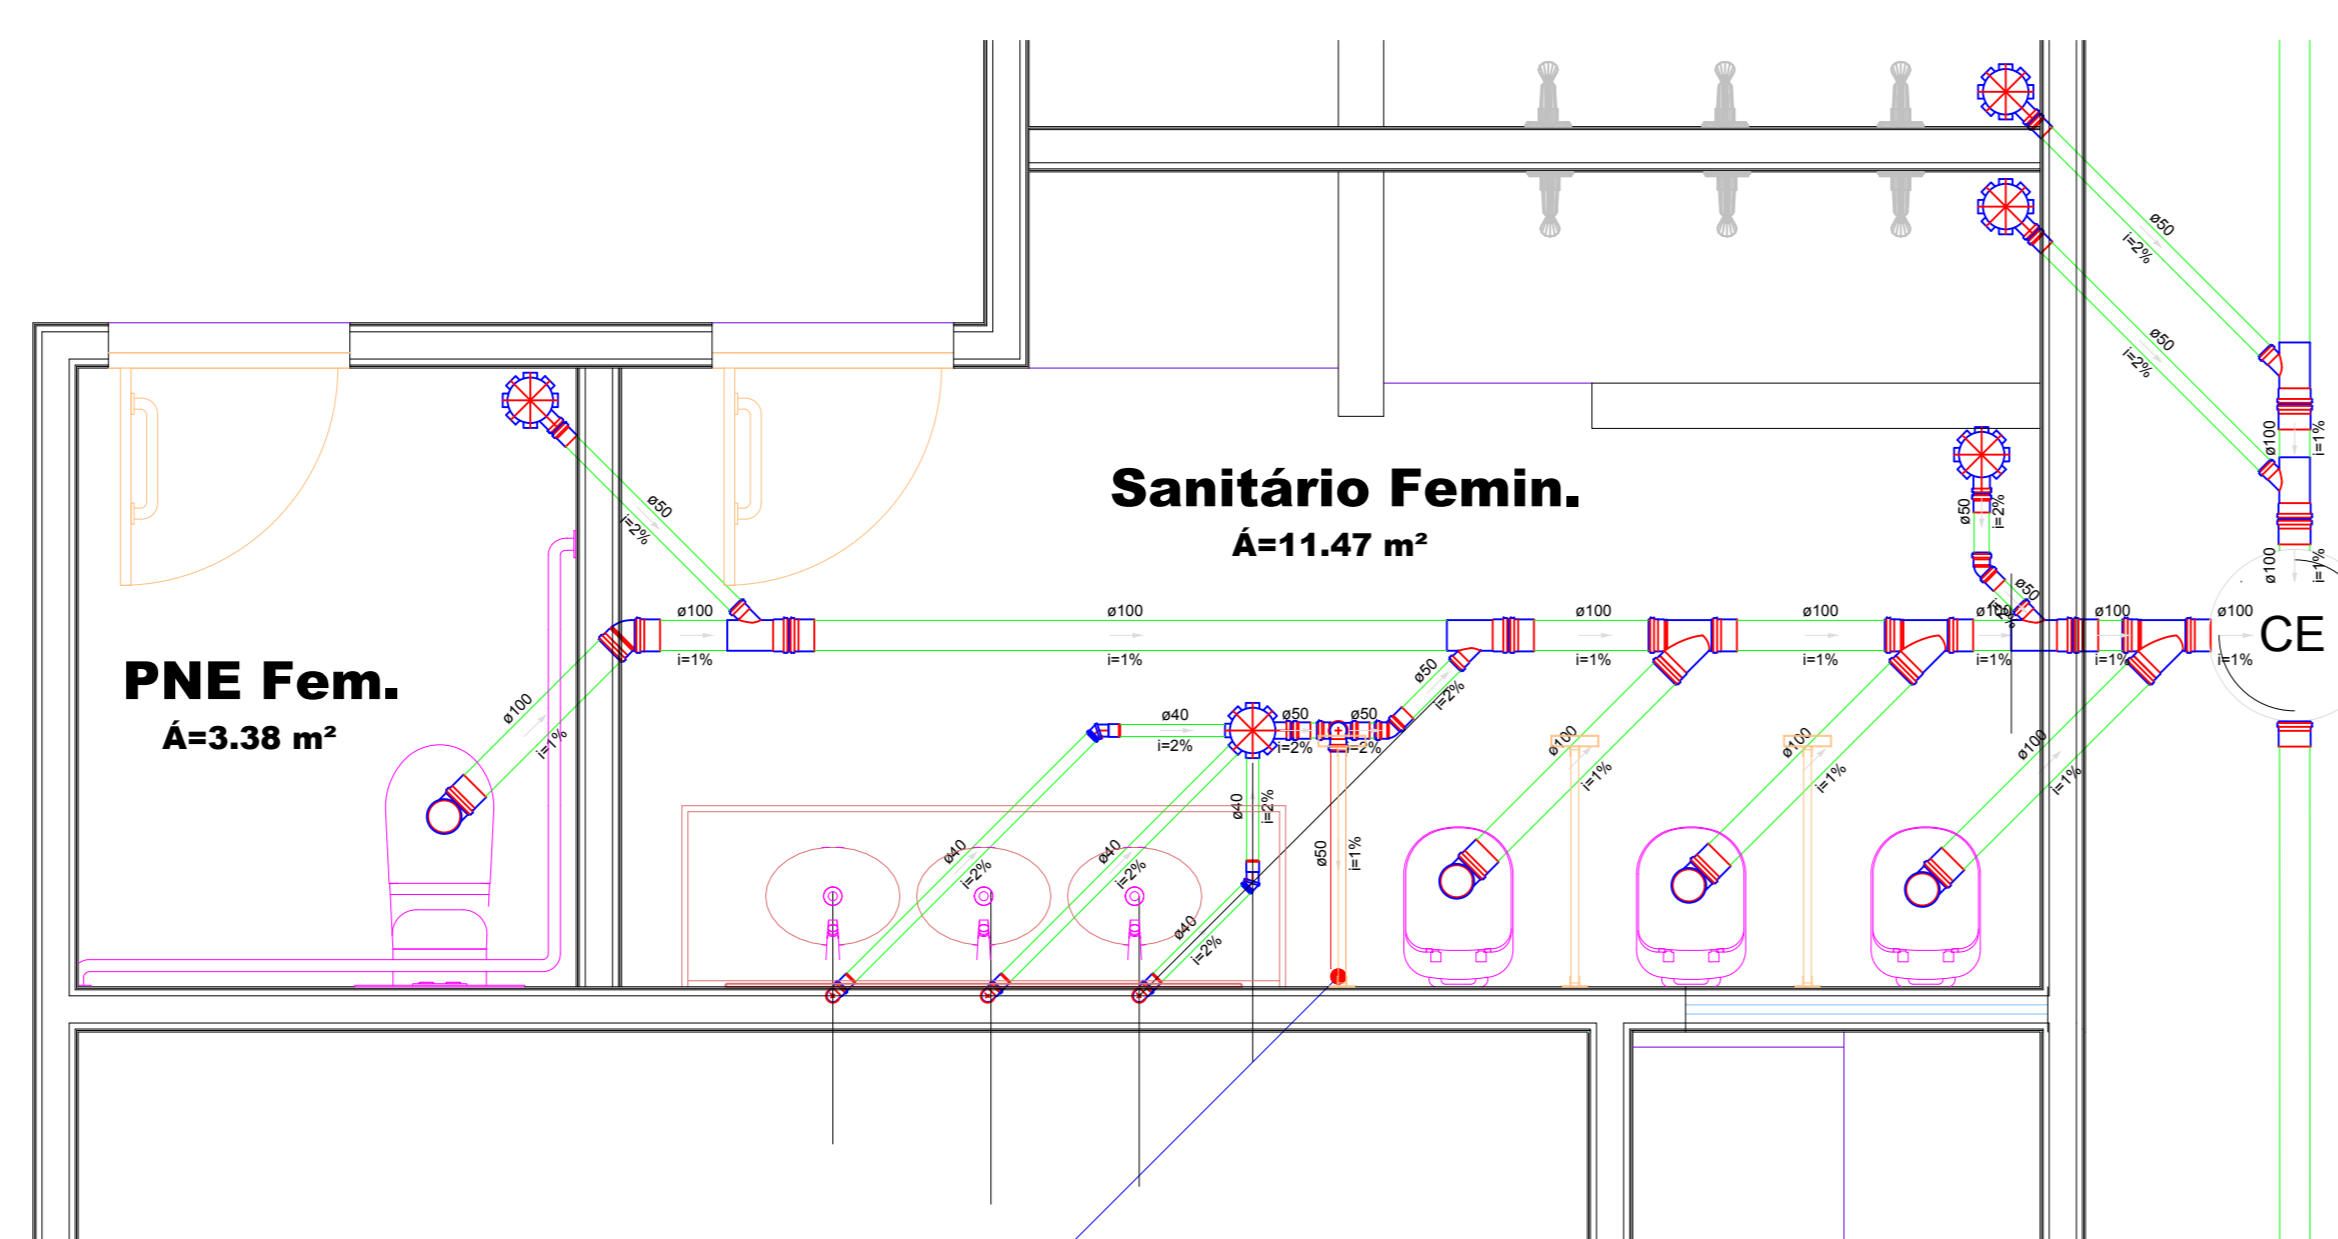 ø50
i=2%
ø50
i=2%
ø100
i=1%
ø50
i=2%
Sanitário Femin.
Á=11.47 m²
ø50
i=2%
ø100
i=1%
ø50
i=2%
ø100
i=1%
ø100
i=1%
ø100
i=1%
ø100
i=1%
ø100
i=1%
ø100
i=1%
ø100
i=1%
CE
PNE Fem.
Á=3.38 m²
ø100
i=1%
ø40
i=2%
ø50
i=2%
ø50
i=2%
ø50
i=2%
ø100
i=1%
ø100
i=1%
ø100
i=1%
ø40
i=2%
ø40
i=2%
ø40
i=2%
ø50
i=1%
ø40
i=2%